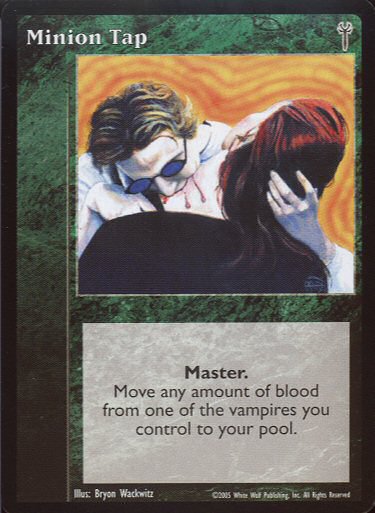 Minion Tap
Master.
Move any amount of blood
from one of the vampires you
control to your pool.
Illus: Bryon Wackwitz
©2005 White Wolf Publishing, Inc. All Rights Reserved